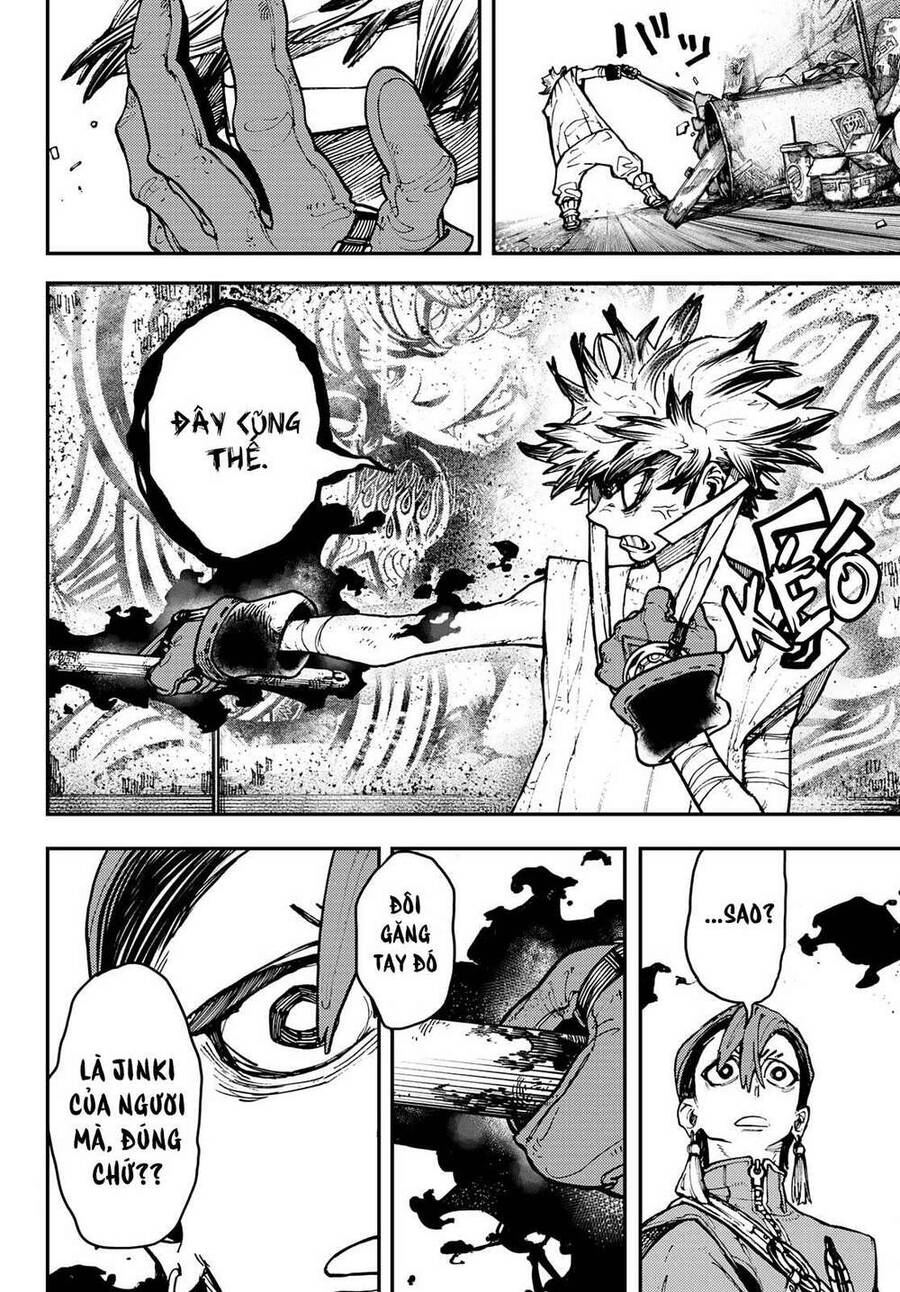 バッ
ĐÂY CŨNG
THẾ.
KÉO
...SAO?
ĐÔI
GĂNG
TAY ĐÓ
LÀ JINKI
CỦA NGƯƠI
MÀ, ĐÚNG
CHỨ??